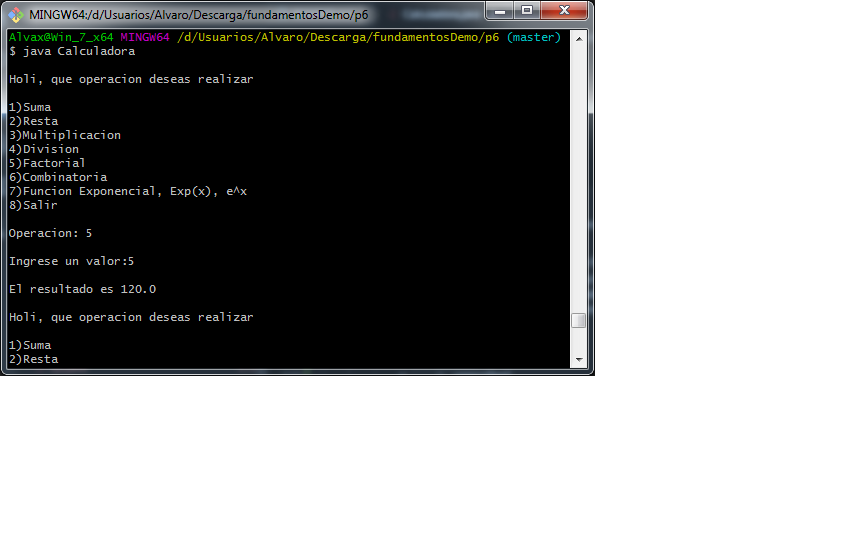 MINGW64:/d/Usuarios/Alvaro/Descarga/fundamentosDemo/p6
Alvax@Win_7_x64 MINGW64 /d/Usuarios/Alvaro/Descarga/fundamentosDemo/p6 (master)
$ java Calculadora
Holi, que operacion deseas realizar
1)Suma
2)Resta
3)Multiplicacion
4)Division
5)Factorial
6)Combinatoria
7)Funcion Exponencial, Exp(x), e^x
8)Salir
Operacion: 5
Ingrese un valor:5
El resultado es 120.0
Holi, que operacion deseas realizar
1)Suma
2)Resta